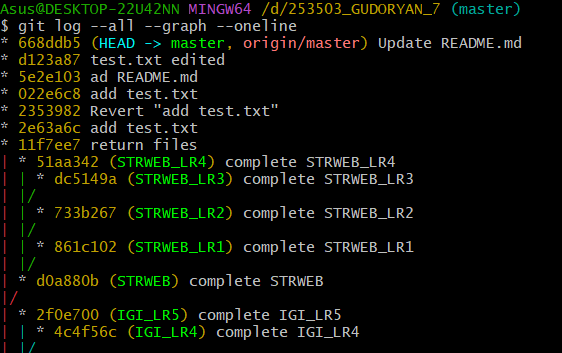 Asus@DESKTOP-22U42NN MINGW64 /d/253503_GUDORYAN_7 (master)
$ git log --all --graph --oneline
* 668ddb5 (HEAD -> master, origin/master) Update README.md
* d123a87 test.txt edited
* 5e2e103 ad README.md
* 022e6c8 add test.txt
* 2353982 Revert "add test.txt"
* 2e63a6c add test.txt
* 11f7ee7 return files
| * 51aa342 (STRWEB_LR4) complete STRWEB_LR4
| | * dc5149a (STRWEB_LR3) complete STRWEB_LR3
| |/
| | * 733b267 (STRWEB_LR2) complete STRWEB_LR2
| |/
| | * 861c102 (STRWEB_LR1) complete STRWEB_LR1
| |/
| * d0a880b (STRWEB) complete STRWEB
|/
| * 2f0e700 (IGI_LR5) complete IGI_LR5
| | * 4c4f56c (IGI_LR4) complete IGI_LR4
| |/